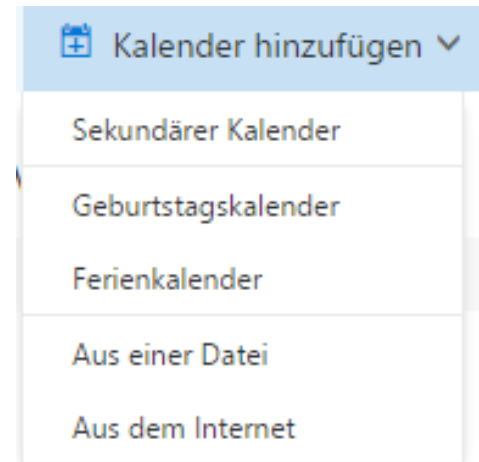 Kalender hinzufügen
Sekundärer Kalender
Geburtstagskalender
Ferienkalender
Aus einer Datei
Aus dem Internet